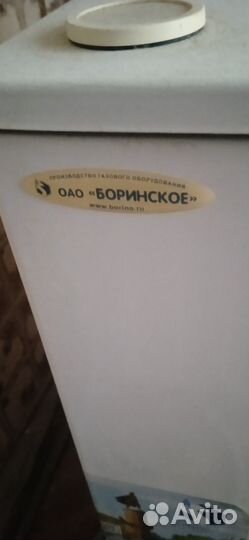 ПРОИЗВОДСТВО ГАЗОВОГО ОБОРУДОВАНИЯ
ОАО «БОРИНСКОЕ»
www.borino.ru
Avito